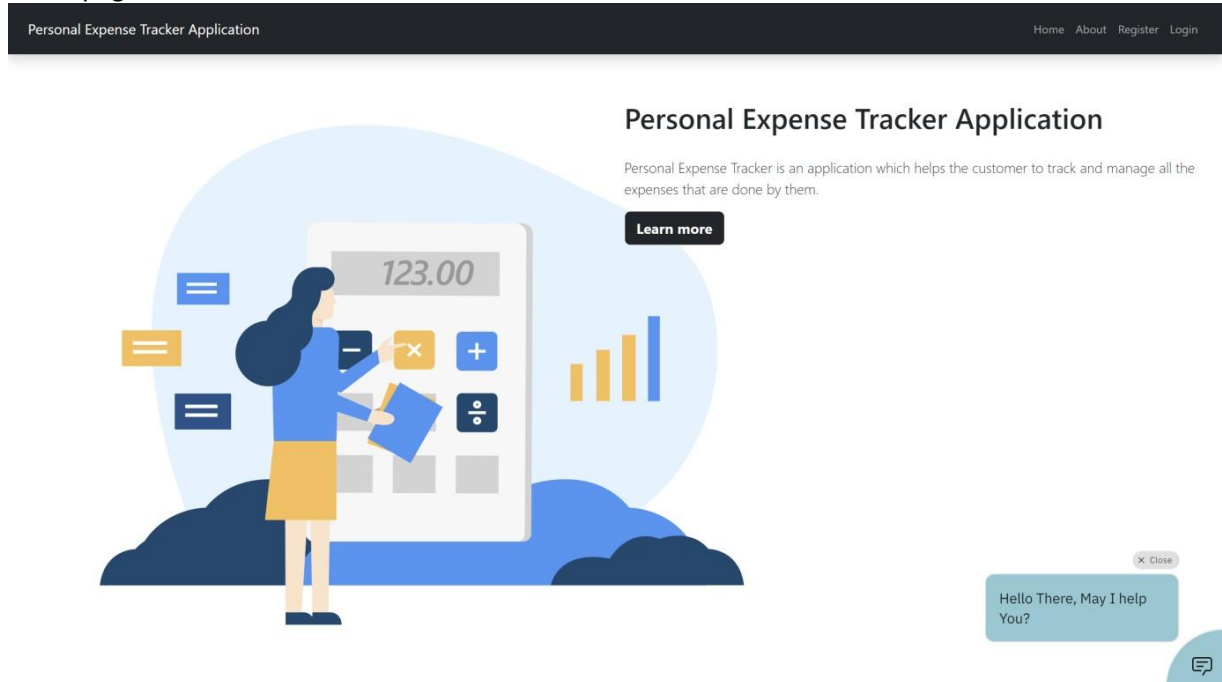 Personal Expense Tracker Application
Home About Register Login
Personal Expense Tracker Application
Personal Expense Tracker is an application which helps the customer to track and manage all the
expenses that are done by them.
Learn more
123.00
− × +
÷
× Close
Hello There, May I help
You?